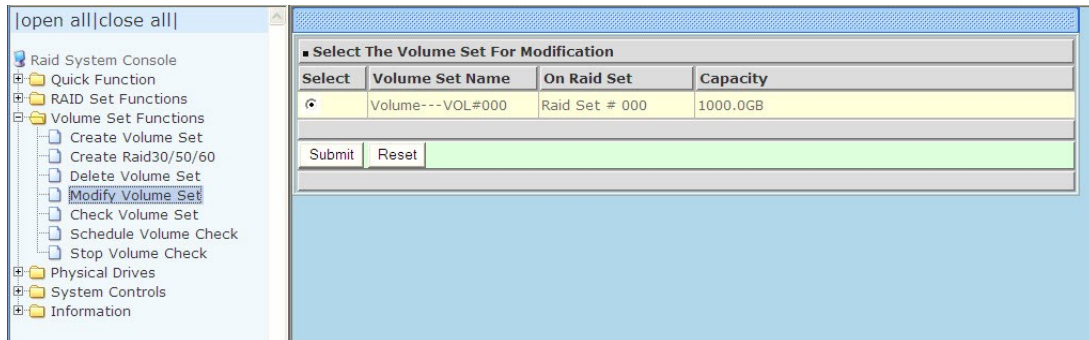 |open all|close all|
Raid System Console
Quick Function
RAID Set Functions
Volume Set Functions
Create Volume Set
Create Raid30/50/60
Delete Volume Set
Modify Volume Set
Check Volume Set
Schedule Volume Check
Stop Volume Check
Physical Drives
System Controls
Information
Select The Volume Set For Modification
Select Volume Set Name On Raid Set Capacity
Volume---VOL#000 Raid Set # 000 1000.0GB
Submit Reset